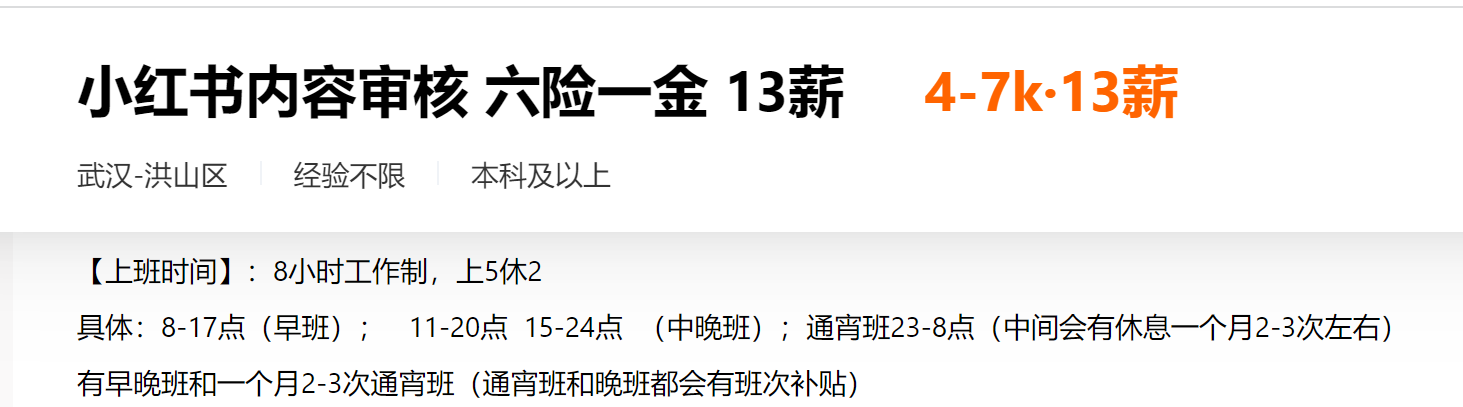 小红书内容审核 六险一金 13薪 4-7k·13薪
武汉-洪山区 经验不限 本科及以上
【上班时间】：8小时工作制，上5休2
具体：8-17点（早班）； 11-20点 15-24点 （中晚班）；通宵班23-8点（中间会有休息一个月2-3次左右）
有早晚班和一个月2-3次通宵班（通宵班和晚班都会有班次补贴）